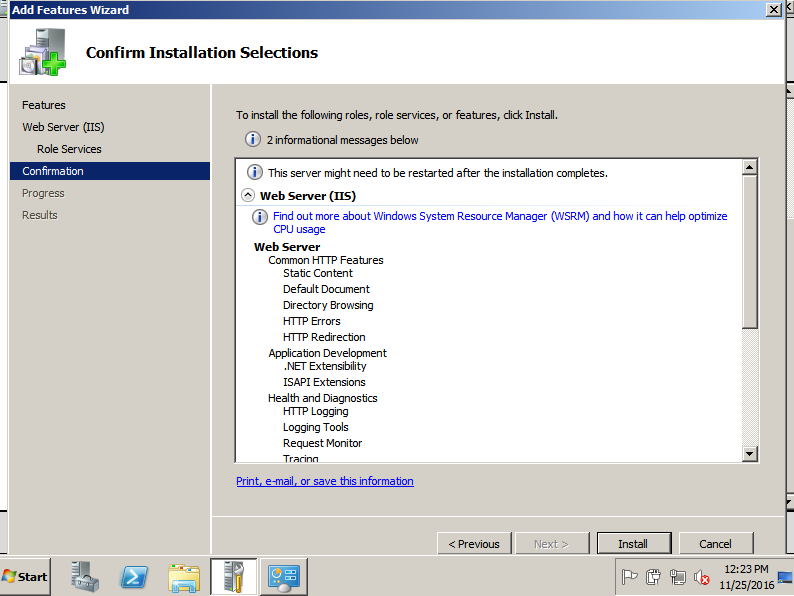 Add Features Wizard
Confirm Installation Selections
Features
Web Server (IIS)
Role Services
Confirmation
Progress
Results
To install the following roles, role services, or features, click Install.
2 informational messages below
This server might need to be restarted after the installation completes.
Web Server (IIS)
Find out more about Windows System Resource Manager (WSRM) and how it can help optimize
CPU usage
Web Server
Common HTTP Features
Static Content
Default Document
Directory Browsing
HTTP Errors
HTTP Redirection
Application Development
.NET Extensibility
ISAPI Extensions
Health and Diagnostics
HTTP Logging
Logging Tools
Request Monitor
Tracing
Print, e-mail, or save this information
< Previous
Next >
Install
Cancel
Start
12:23 PM
11/25/2016